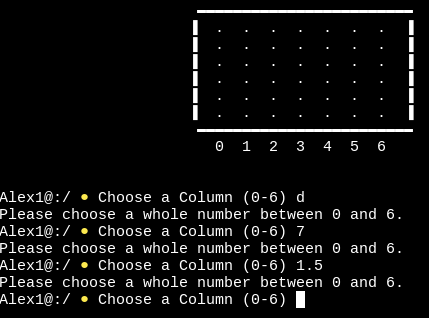 0 1 2 3 4 5 6
Alex1@:/ ● Choose a Column (0-6) d
Please choose a whole number between 0 and 6.
Alex1@:/ ● Choose a Column (0-6) 7
Please choose a whole number between 0 and 6.
Alex1@:/ ● Choose a Column (0-6) 1.5
Please choose a whole number between 0 and 6.
Alex1@:/ ● Choose a Column (0-6)